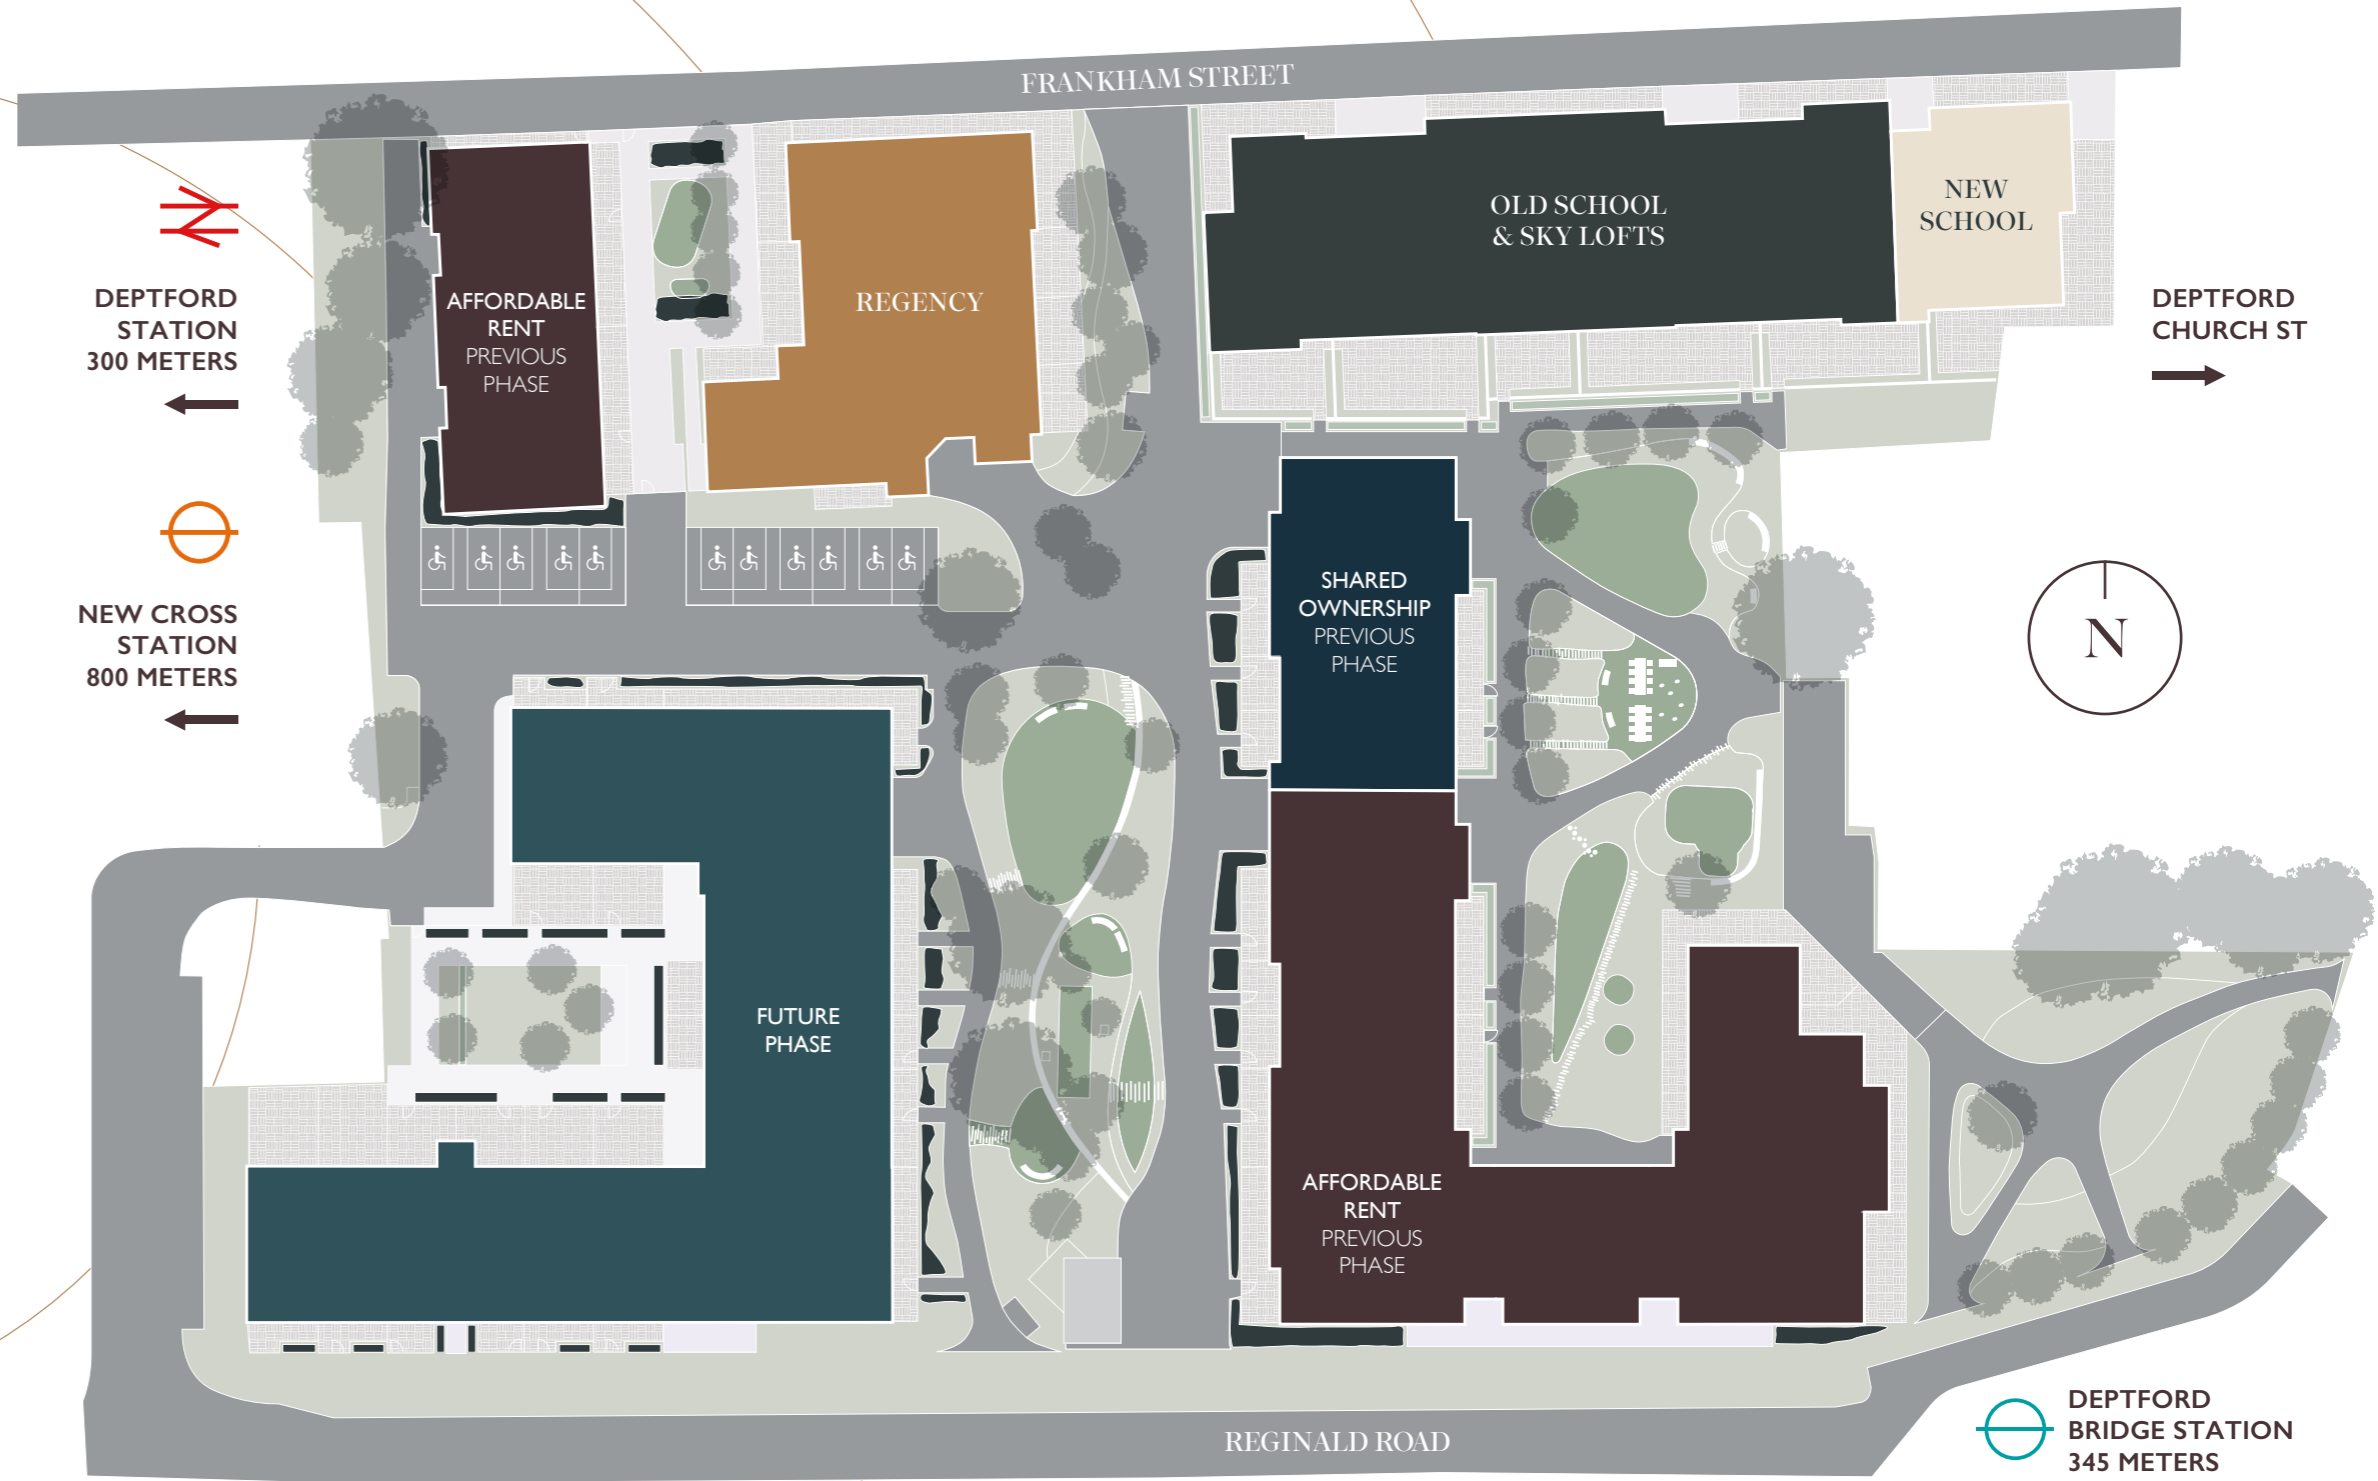 FRANKHAM STREET
DEPTFORD
STATION
300 METERS
AFFORDABLE
RENT
PREVIOUS
PHASE
REGENCY
OLD SCHOOL
& SKY LOFTS
NEW
SCHOOL
DEPTFORD
CHURCH ST
NEW CROSS
STATION
800 METERS
SHARED
OWNERSHIP
PREVIOUS
PHASE
N
FUTURE
PHASE
AFFORDABLE
RENT
PREVIOUS
PHASE
REGINALD ROAD
DEPTFORD
BRIDGE STATION
345 METERS